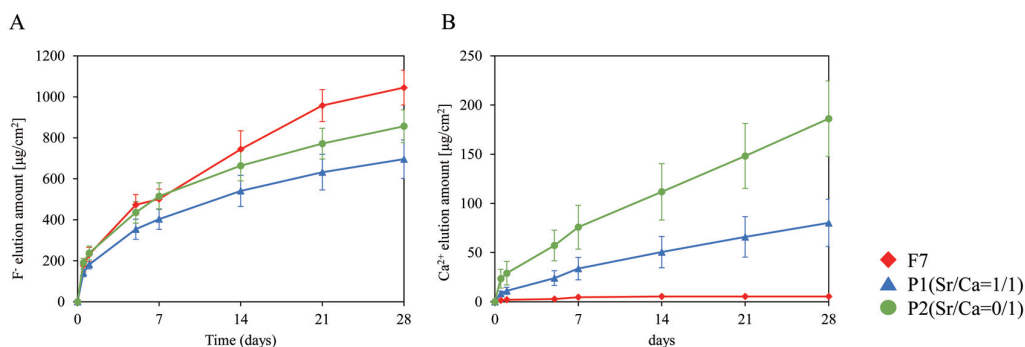 A
F⁻ elution amount [µg/cm²]
1200
1000
800
600
400
200
0
0 7 14 21 28
Time (days)
B
Ca²⁺ elution amount [µg/cm²]
250
200
150
100
50
0
0 7 14 21 28
days
F7
P1(Sr/Ca=1/1)
P2(Sr/Ca=0/1)